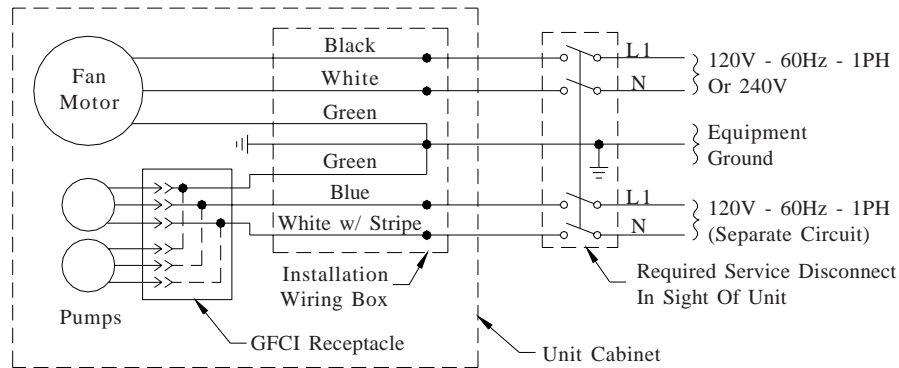 Fan
Motor
Black
White
Green
Green
Blue
White w/ Stripe
L1
N
120V - 60Hz - 1PH
Or 240V
Equipment
Ground
L1
N
120V - 60Hz - 1PH
(Separate Circuit)
Installation
Wiring Box
Required Service Disconnect
In Sight Of Unit
Pumps
GFCI Receptacle
Unit Cabinet